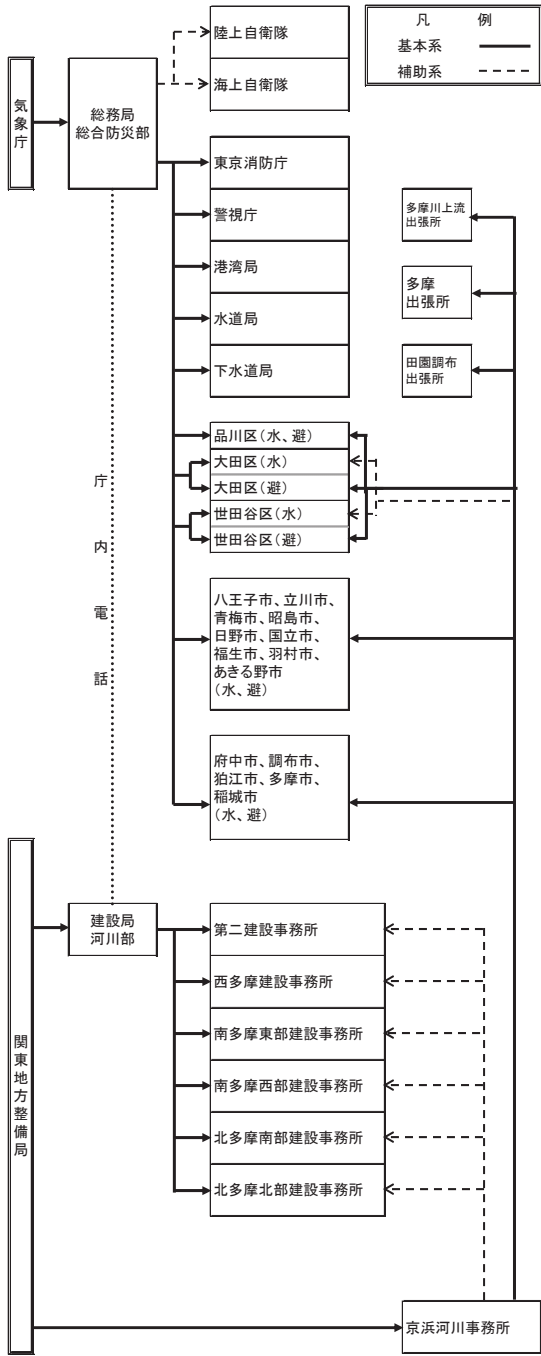 凡 例
基本系
補助系
気象庁
総務局
総合防災部
陸上自衛隊
海上自衛隊
東京消防庁
警視庁
港湾局
水道局
下水道局
多摩川上流
出張所
多摩
出張所
田園調布
出張所
品川区(水、避)
大田区(水)
大田区(避)
世田谷区(水)
世田谷区(避)
庁内電話
八王子市、立川市、
青梅市、昭島市、
日野市、国立市、
福生市、羽村市、
あきる野市
(水、避)
府中市、調布市、
狛江市、多摩市、
稲城市
(水、避)
関東地方整備局
建設局
河川部
第二建設事務所
西多摩建設事務所
南多摩東部建設事務所
南多摩西部建設事務所
北多摩南部建設事務所
北多摩北部建設事務所
京浜河川事務所